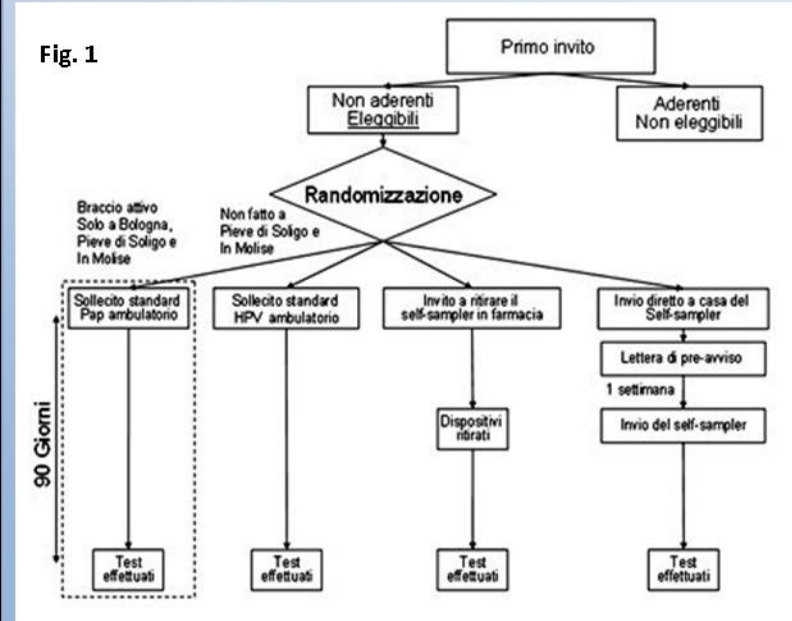 Fig. 1
Primo invito
Non aderenti
Eleggibili
Aderenti
Non eleggibili
Randomizzazione
Braccio attivo
Solo a Bologna,
Pieve di Soligo e
In Molise
Non fatto a
Pieve di Soligo e
In Molise
Sollecito standard
Pap ambulatorio
Sollecito standard
HPV ambulatorio
Invito a ritirare il
self-sampler in farmacia
Invio diretto a casa del
Self-sampler
Lettera di pre-avviso
1 settimana
Dispositivi
ritirati
Invio del self-sampler
90 Giorni
Test
effettuati
Test
effettuati
Test
effettuati
Test
effettuati